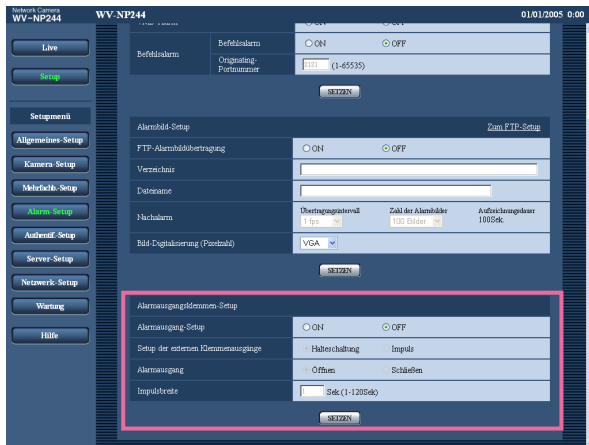 Network Camera
WV-NP244
WV-NP244
01/01/2005 0:00
Live
Setup
Setupmenü
Allgemeines-Setup
Kamera-Setup
Mehrfachb.-Setup
Alarm-Setup
Authentif.-Setup
Server-Setup
Netzwerk-Setup
Wartung
Hilfe
Befehlsalarm
Befehlsalarm
ON
OFF
Originating-
Portnummer
(1-65535)
SETZEN
Alarmbild-Setup
Zum FTP-Setup
FTP-Alarmbildübertragung
ON
OFF
Verzeichnis
Dateiname
Nachalarm
Übertragungsintervall
Zahl der Alarmbilder
Aufzeichnungsdauer
1 fps
100 Bilder
100Sek.
Bild-Digitalisierung (Pixelzahl)
VGA
SETZEN
Alarmausgangsklemmen-Setup
Alarmausgang-Setup
ON
OFF
Setup der externen Klemmenausgänge
Halteschaltung
Impuls
Alarmausgang
Öffnen
Schließen
Impulsbreite
1
Sek (1-120Sek)
SETZEN